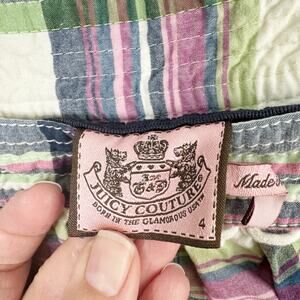 JUICY COUTURE
BORN IN THE GLAMOROUS USA
4
Made